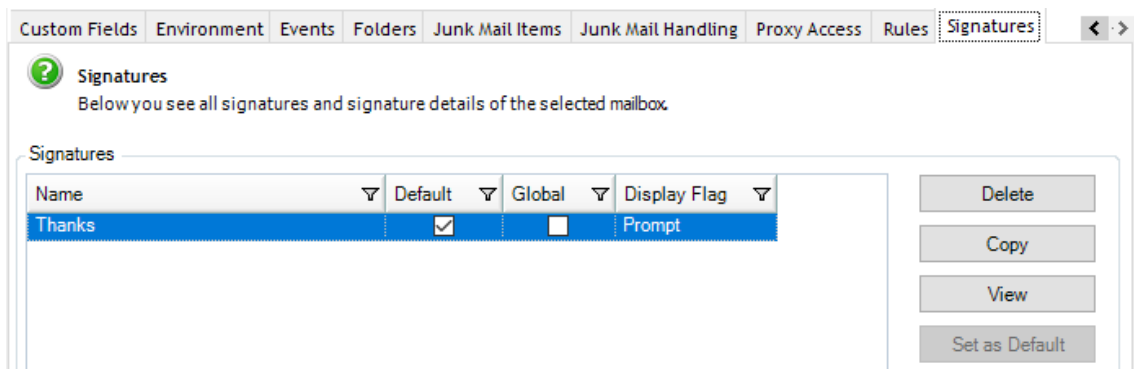 Custom Fields Environment Events Folders Junk Mail Items Junk Mail Handling Proxy Access Rules Signatures
Signatures
Below you see all signatures and signature details of the selected mailbox.
Signatures
Name Default Global Display Flag
Thanks Prompt
Delete
Copy
View
Set as Default